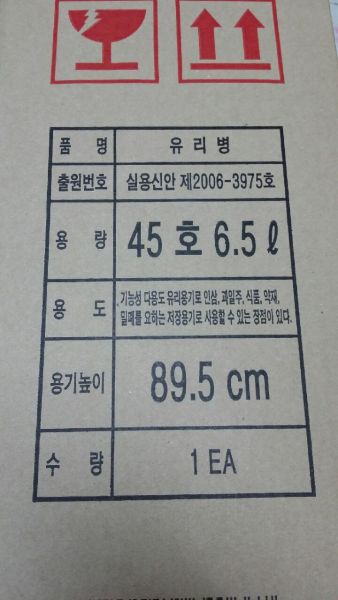 품 명 유리병
출원번호 실용신안 제2006-3975호
용 량 45 호 6.5ℓ
용 도 기능성 다용도 유리용기로 인삼, 과일주, 식품, 약재,
밀폐를 요하는 저장용기로 사용할 수 있는 장점이 있다.
용기높이 89.5 cm
수 량 1 EA